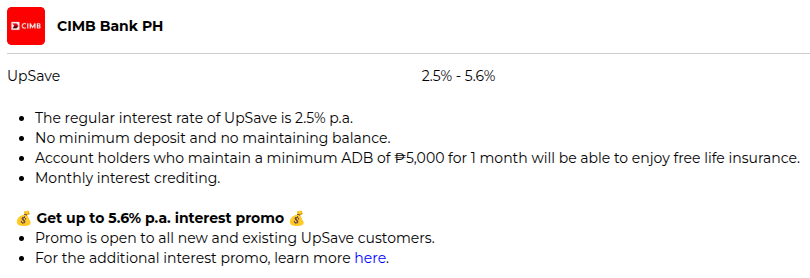 CIMB
CIMB Bank PH
UpSave 2.5% - 5.6%
• The regular interest rate of UpSave is 2.5% p.a.
• No minimum deposit and no maintaining balance.
• Account holders who maintain a minimum ADB of ₱5,000 for 1 month will be able to enjoy free life insurance.
• Monthly interest crediting.
💰 Get up to 5.6% p.a. interest promo 💰
• Promo is open to all new and existing UpSave customers.
• For the additional interest promo, learn more here.